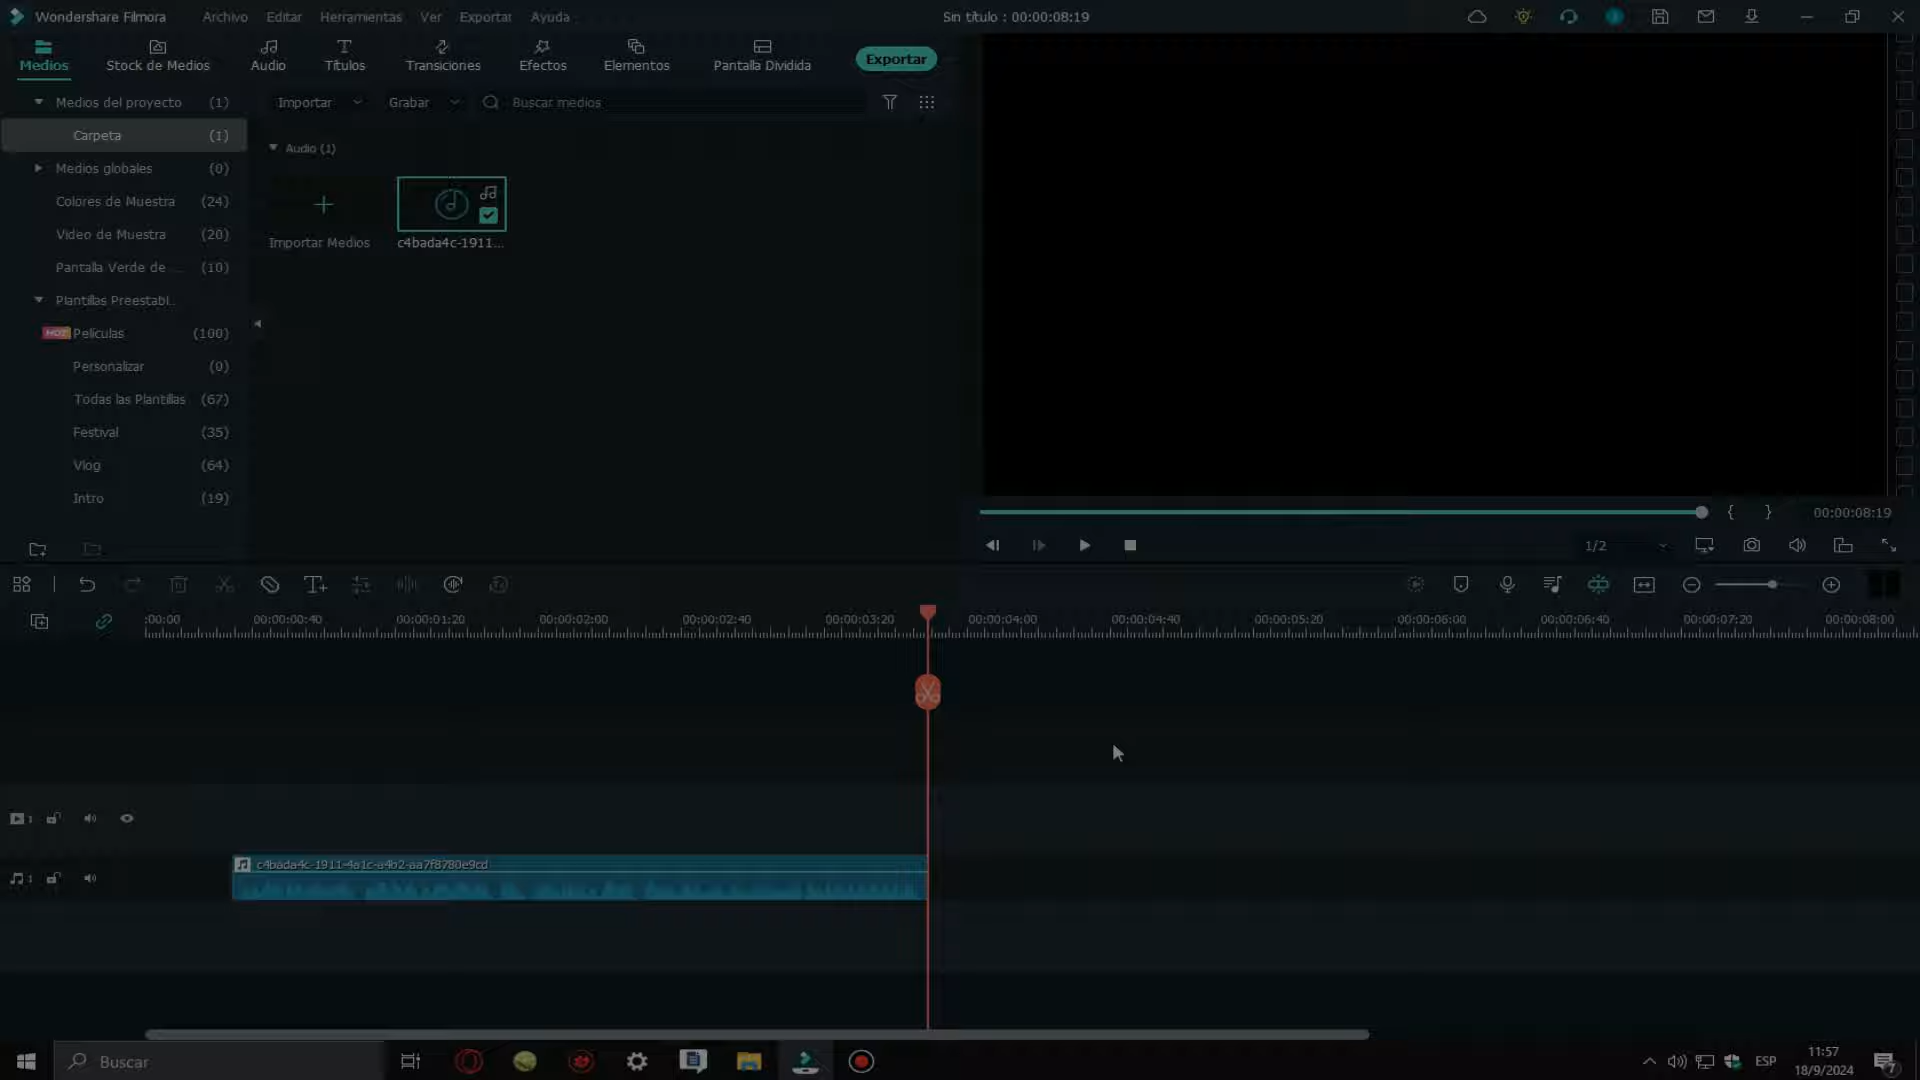 Wondershare Filmora
Archivo Editar Herramientas Ver Exportar Ayuda
Sin título : 00:00:08:19
Medios
Stock de Medios
Audio
Títulos
Transiciones
Efectos
Elementos
Pantalla Dividida
Exportar
Medios del proyecto (1)
Carpeta (1)
Medios globales (0)
Colores de Muestra (24)
Video de Muestra (20)
Pantalla Verde de ... (10)
Plantillas Preestabl...
HOT Películas (100)
Personalizar (0)
Todas las Plantillas (67)
Festival (35)
Vlog (64)
Intro (19)
Importar
Grabar
Buscar medios
Audio (1)
Importar Medios
c4bada4c-1911...
{ } 00:00:08:19
1/2
:00:00 00:00:00:40 00:00:01:20 00:00:02:00 00:00:02:40 00:00:03:20 00:00:04:00 00:00:04:40 00:00:05:20 00:00:06:00 00:00:06:40 00:00:07:20 00:00:08:00
1
c4bada4c-1911-4a1c-a4b2-aa7f8780e9cd
1
Buscar
ESP
11:57
18/9/2024
7